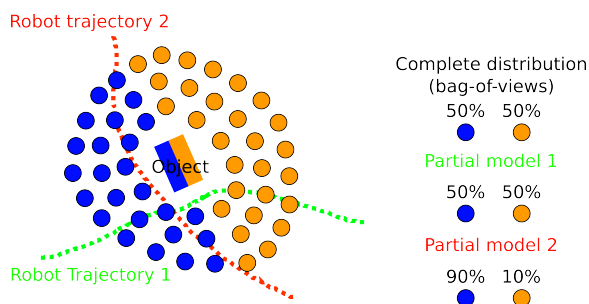 Robot trajectory 2
Object
Robot Trajectory 1
Complete distribution
(bag-of-views)
50% 50%
Partial model 1
50% 50%
Partial model 2
90% 10%